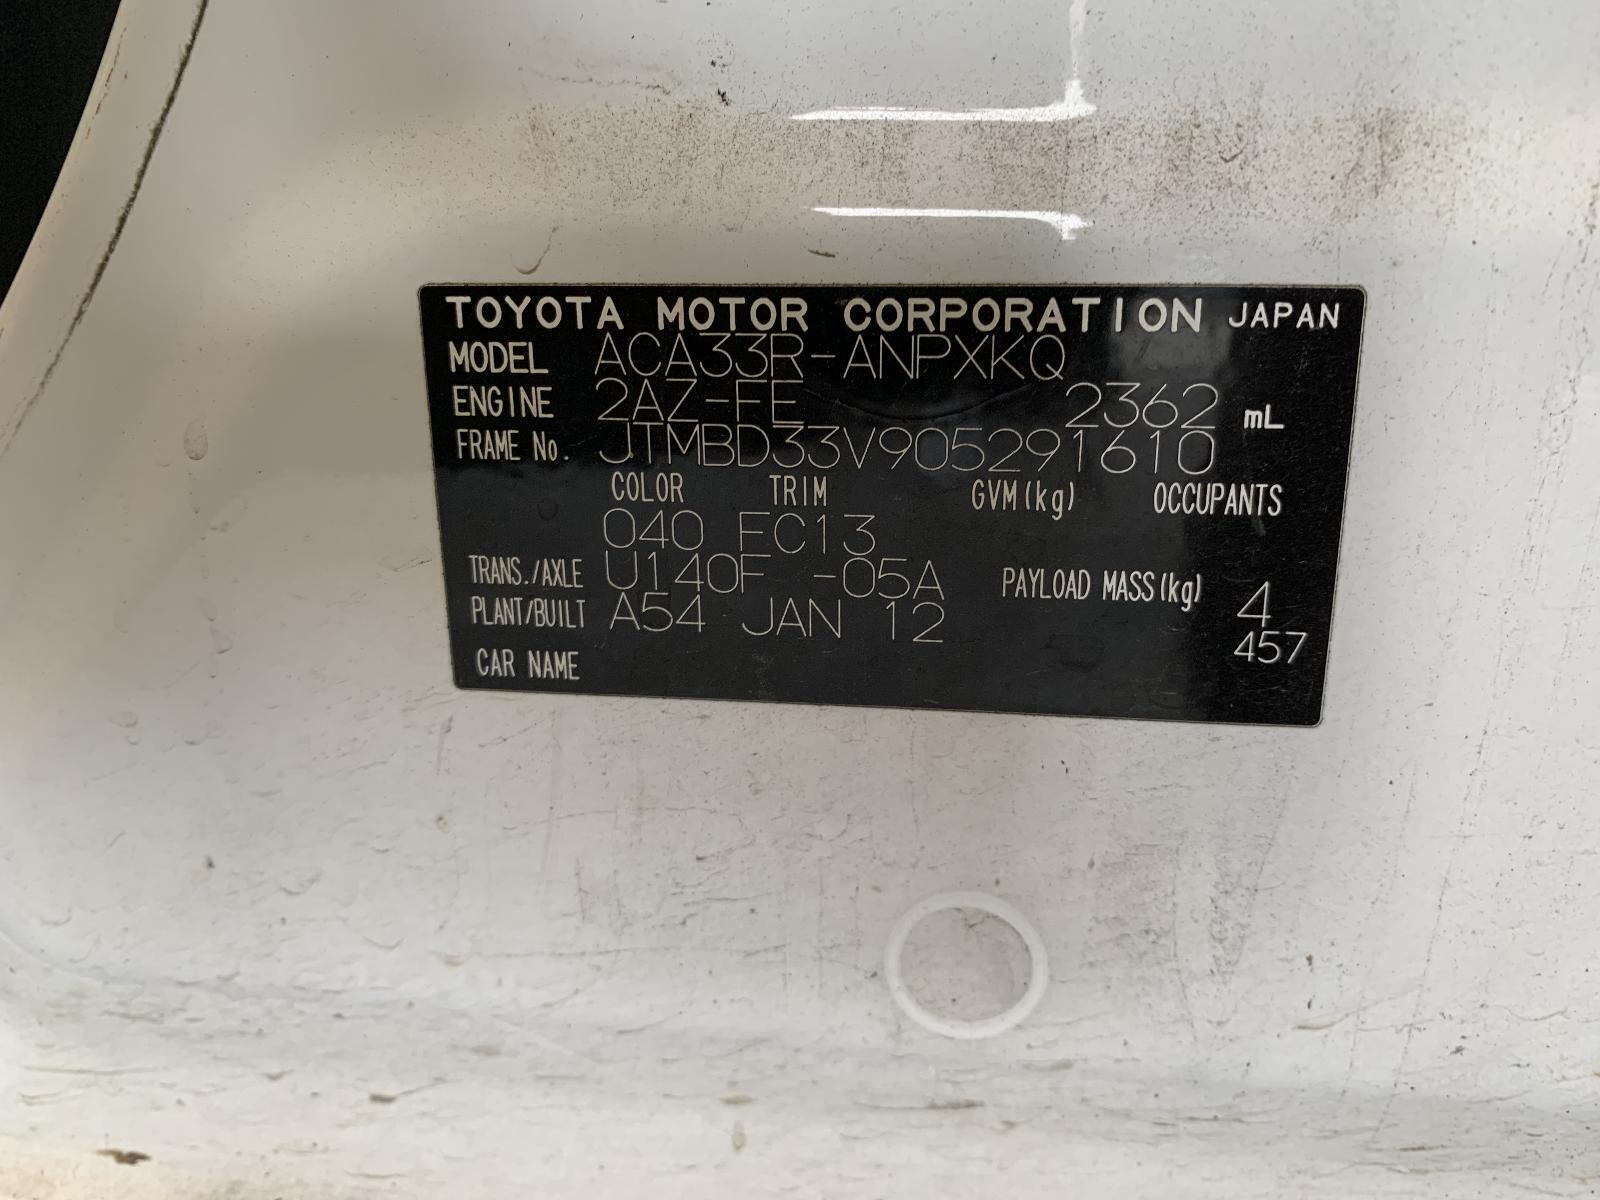 TOYOTA MOTOR CORPORATION JAPAN
MODEL ACA33R-ANPXKQ
ENGINE 2AZ-FE 2362 mL
FRAME No. JTMBD33V905291610
COLOR TRIM GVM(kg) OCCUPANTS
040 FC13
TRANS./AXLE U140F -05A PAYLOAD MASS(kg) 4
PLANT/BUILT A54 JAN 12 457
CAR NAME